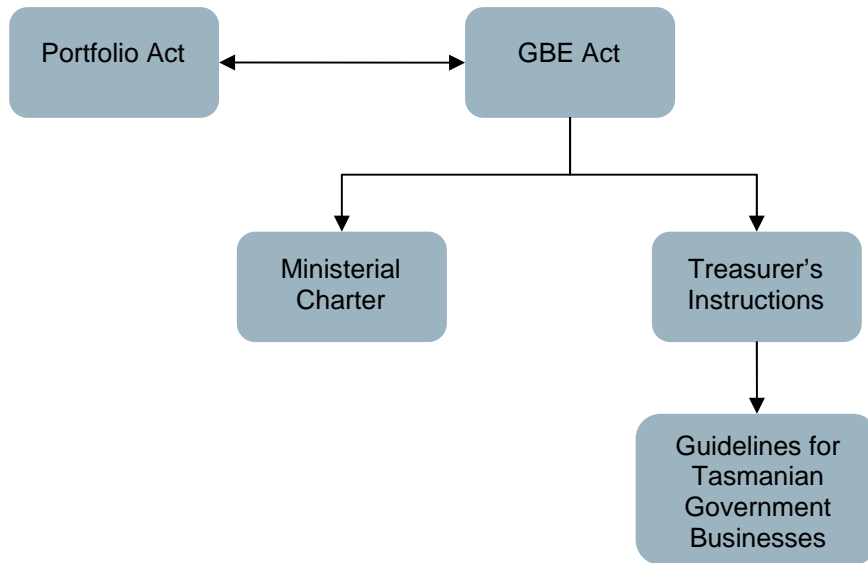 Portfolio Act
GBE Act
Ministerial
Charter
Treasurer’s
Instructions
Guidelines for
Tasmanian
Government
Businesses